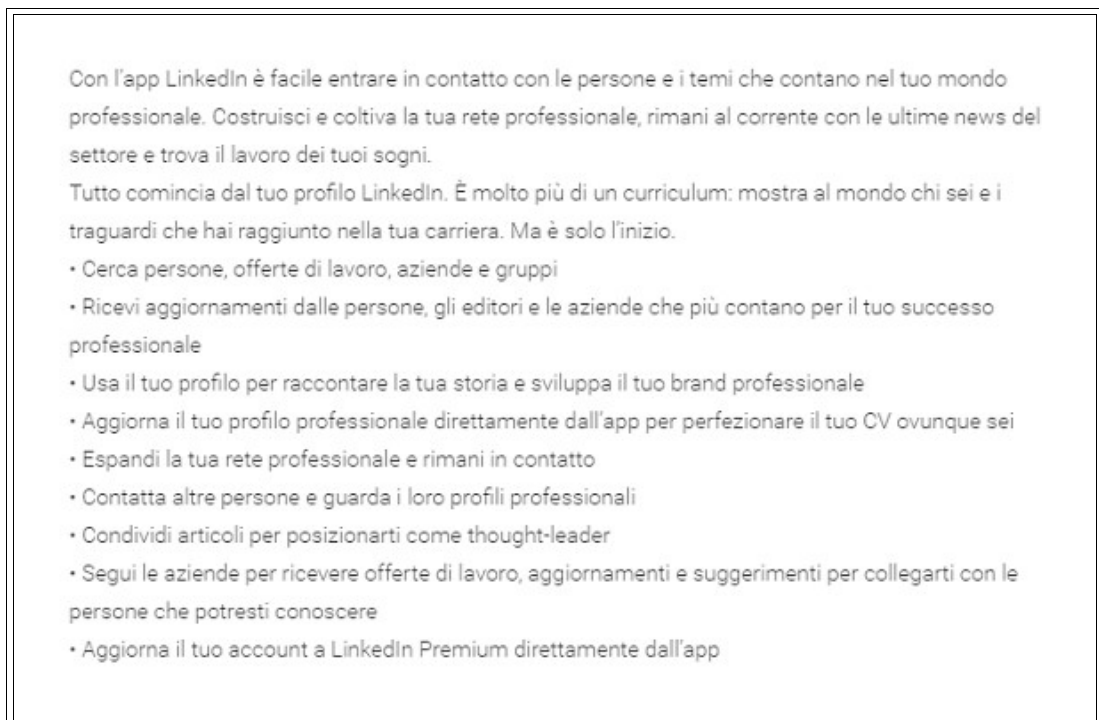 Con l'app LinkedIn è facile entrare in contatto con le persone e i temi che contano nel tuo mondo
professionale. Costruisci e coltiva la tua rete professionale, rimani al corrente con le ultime news del
settore e trova il lavoro dei tuoi sogni.
Tutto comincia dal tuo profilo LinkedIn. È molto più di un curriculum: mostra al mondo chi sei e i
traguardi che hai raggiunto nella tua carriera. Ma è solo l'inizio.
• Cerca persone, offerte di lavoro, aziende e gruppi
• Ricevi aggiornamenti dalle persone, gli editori e le aziende che più contano per il tuo successo
professionale
• Usa il tuo profilo per raccontare la tua storia e sviluppa il tuo brand professionale
• Aggiorna il tuo profilo professionale direttamente dall'app per perfezionare il tuo CV ovunque sei
• Espandi la tua rete professionale e rimani in contatto
• Contatta altre persone e guarda i loro profili professionali
• Condividi articoli per posizionarti come thought-leader
• Segui le aziende per ricevere offerte di lavoro, aggiornamenti e suggerimenti per collegarti con le
persone che potresti conoscere
• Aggiorna il tuo account a LinkedIn Premium direttamente dall'app